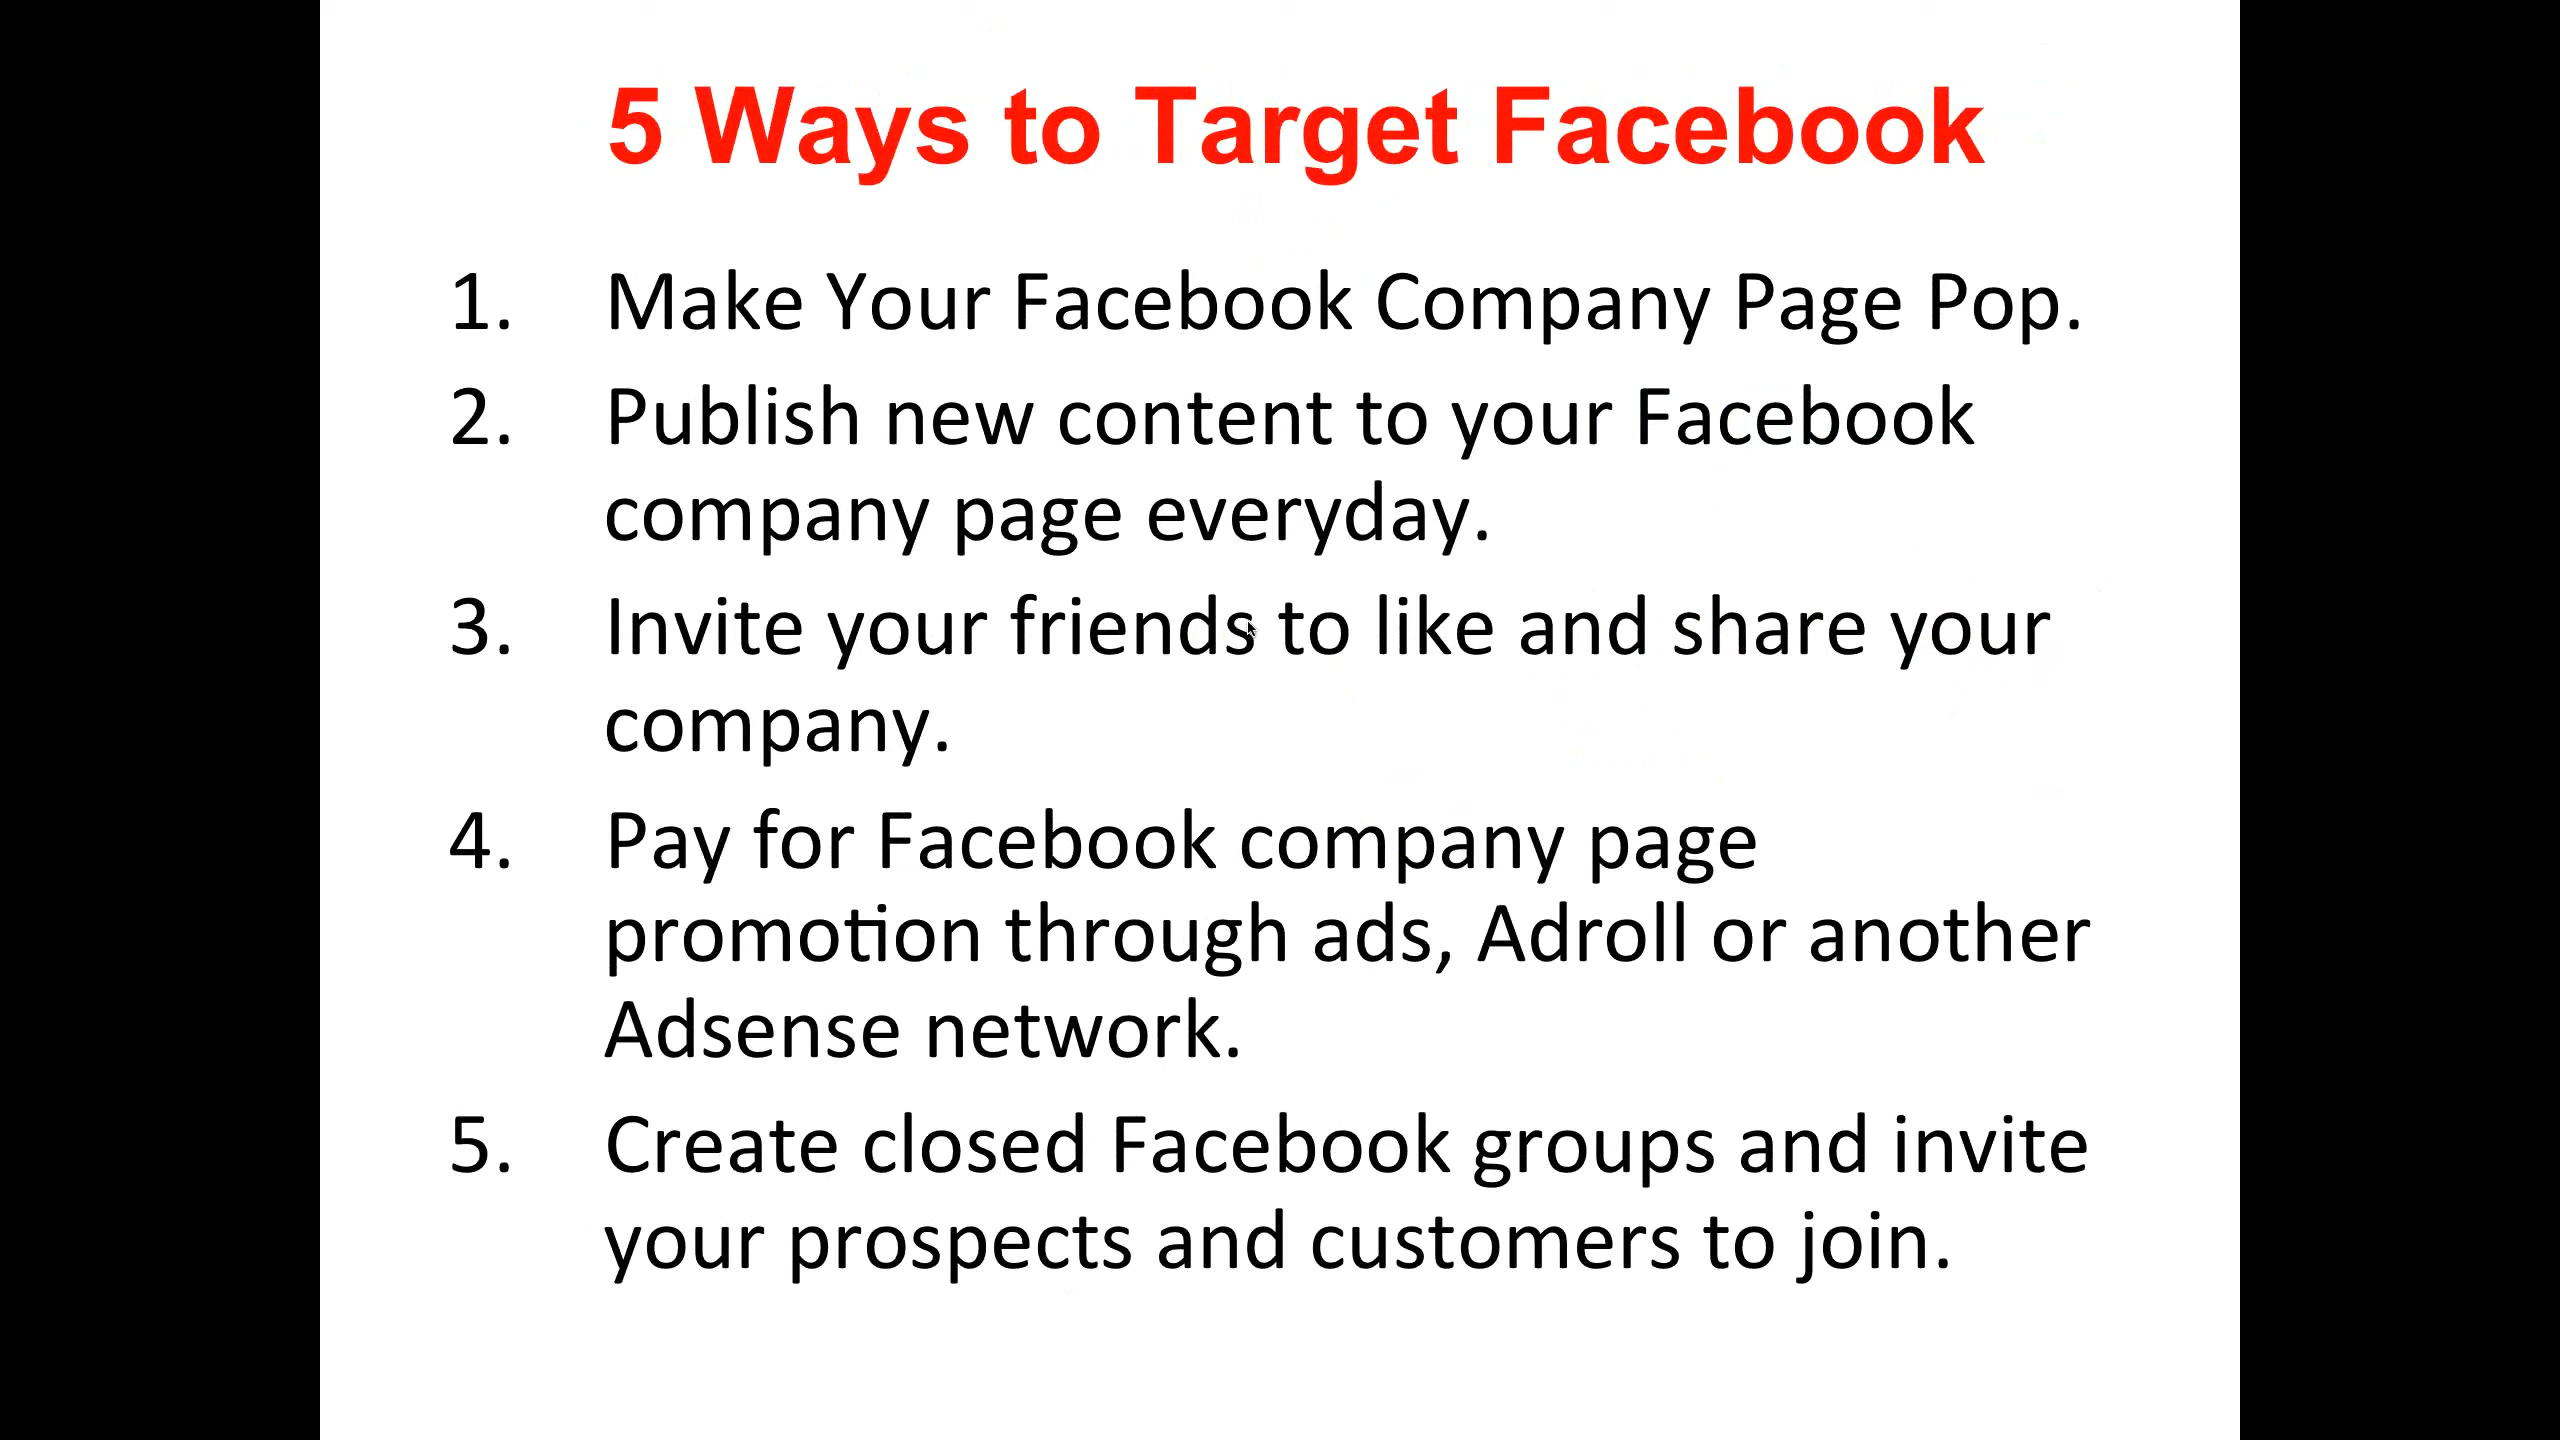 5 Ways to Target Facebook
1. Make Your Facebook Company Page Pop.
2. Publish new content to your Facebook
company page everyday.
3. Invite your friends to like and share your
company.
4. Pay for Facebook company page
promotion through ads, Adroll or another
Adsense network.
5. Create closed Facebook groups and invite
your prospects and customers to join.